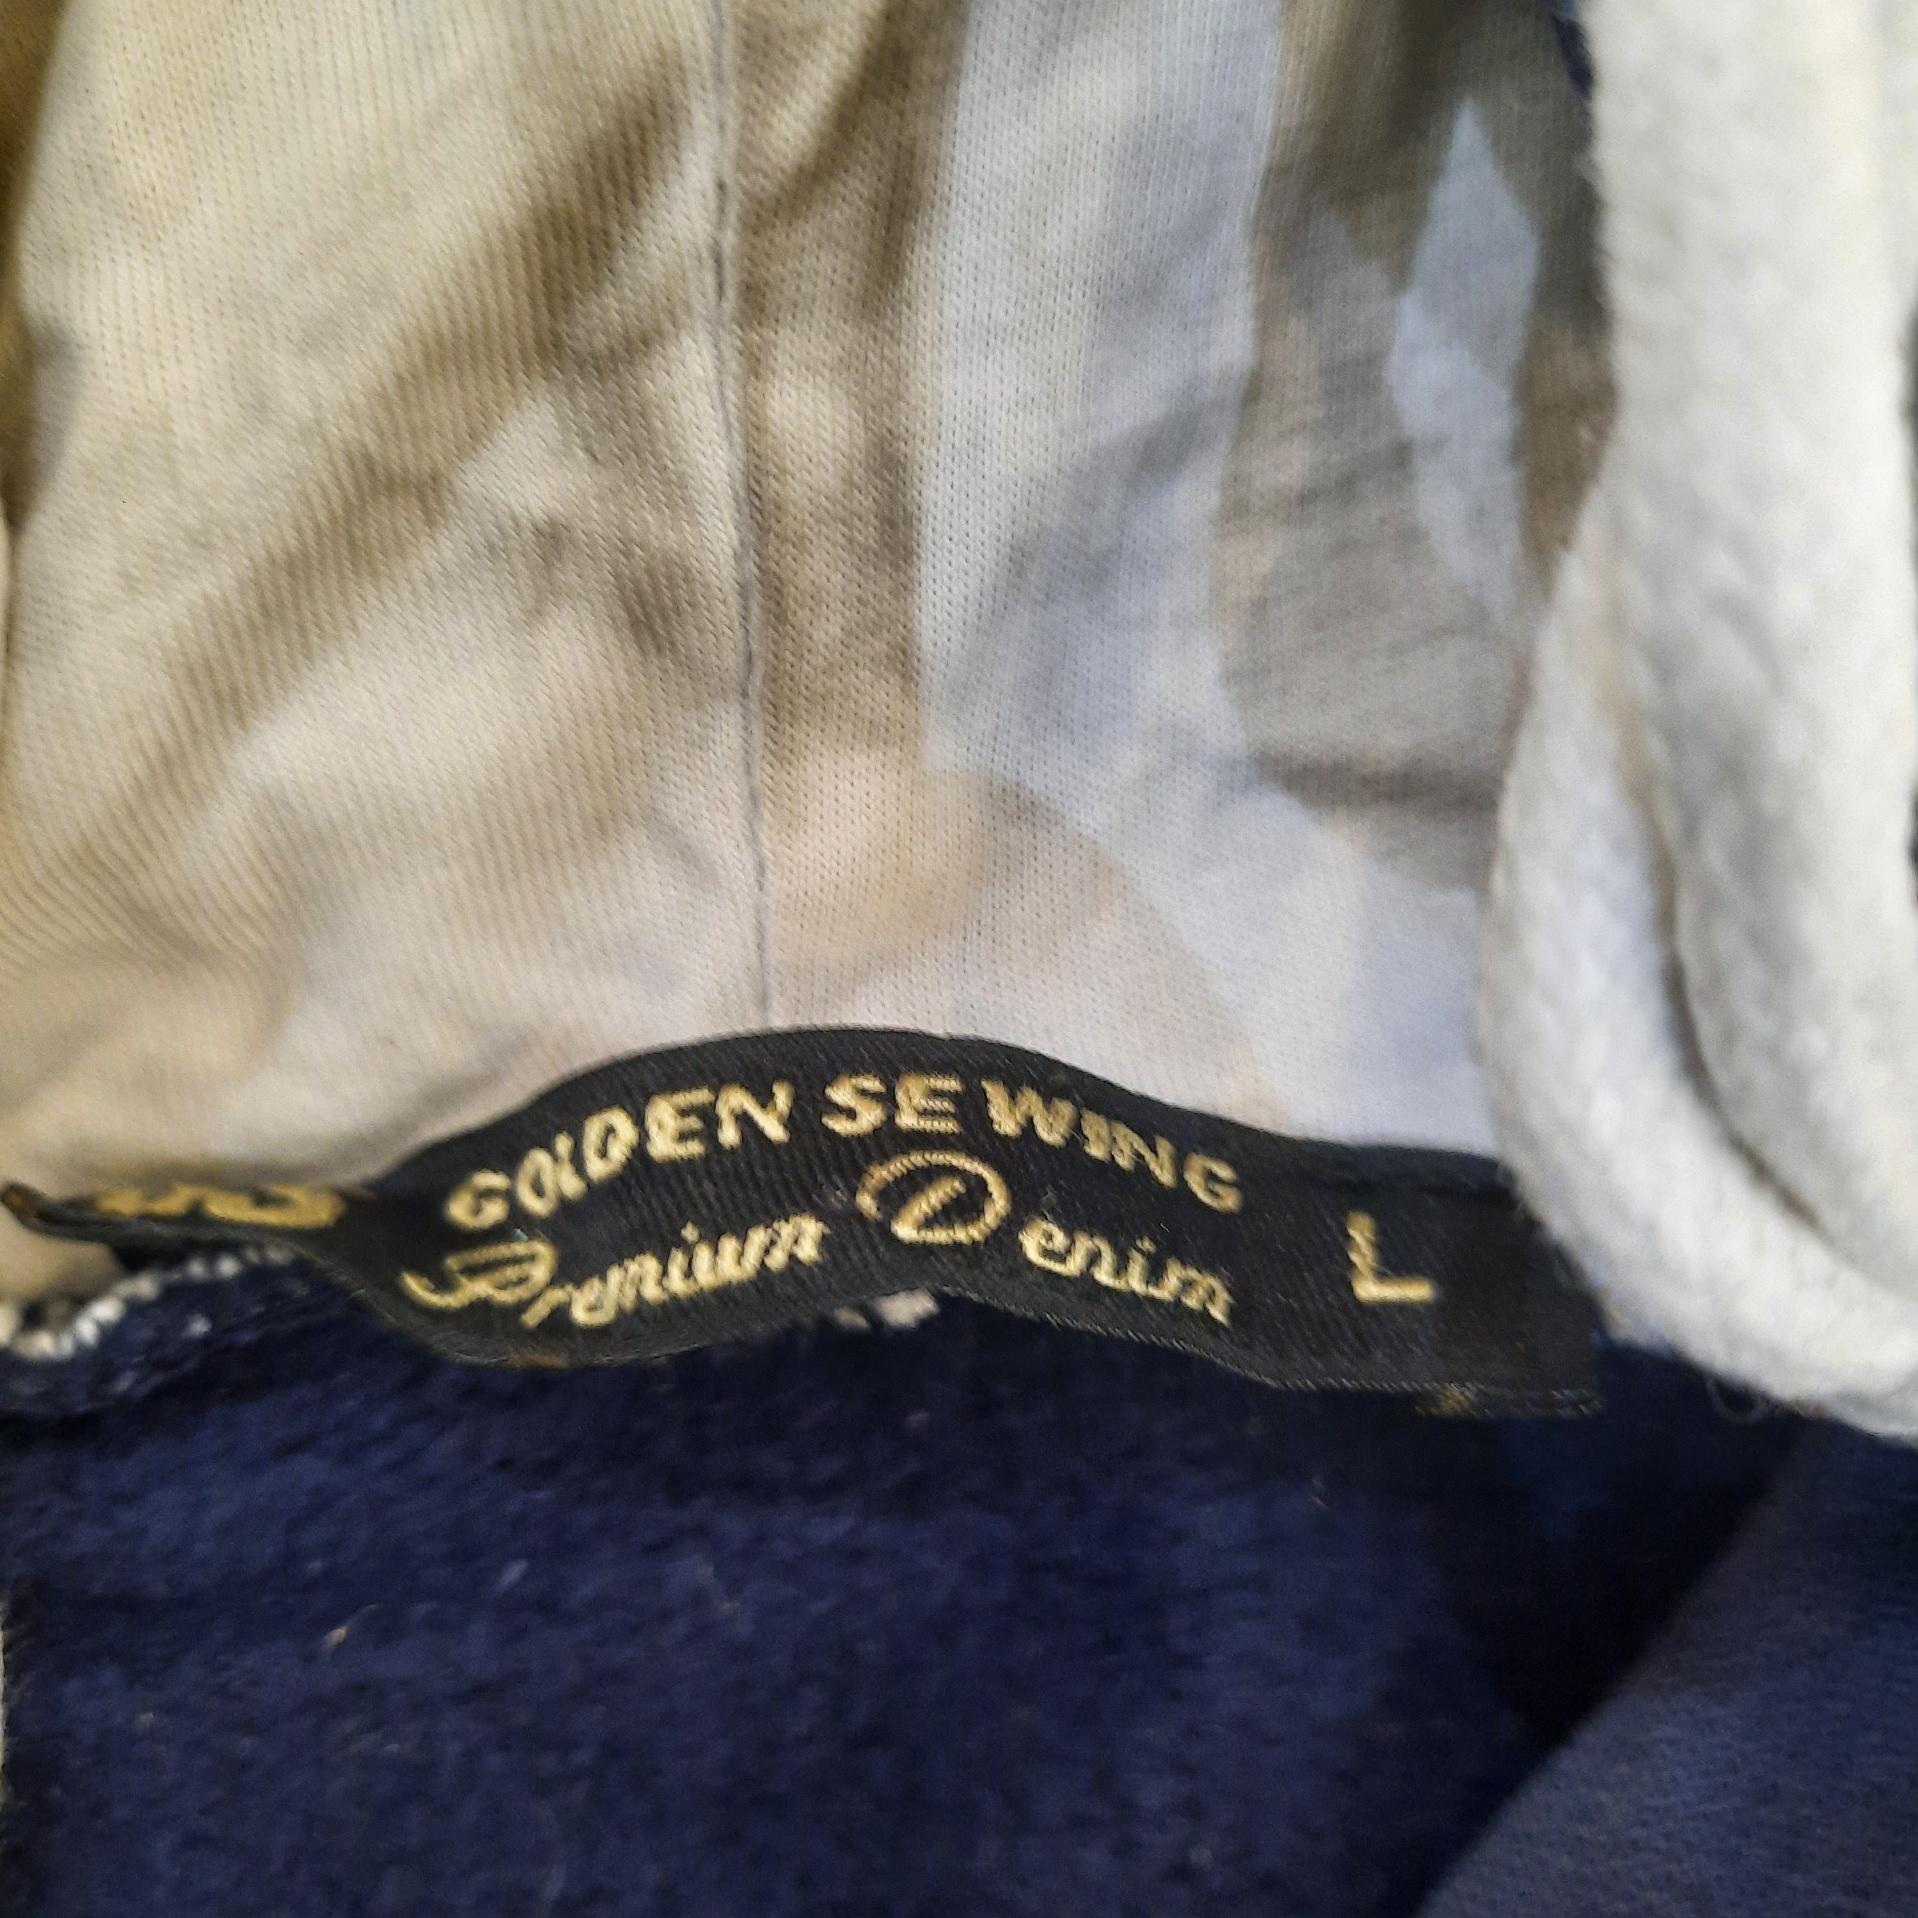 GOLDEN SEWING
Premium Denim
L